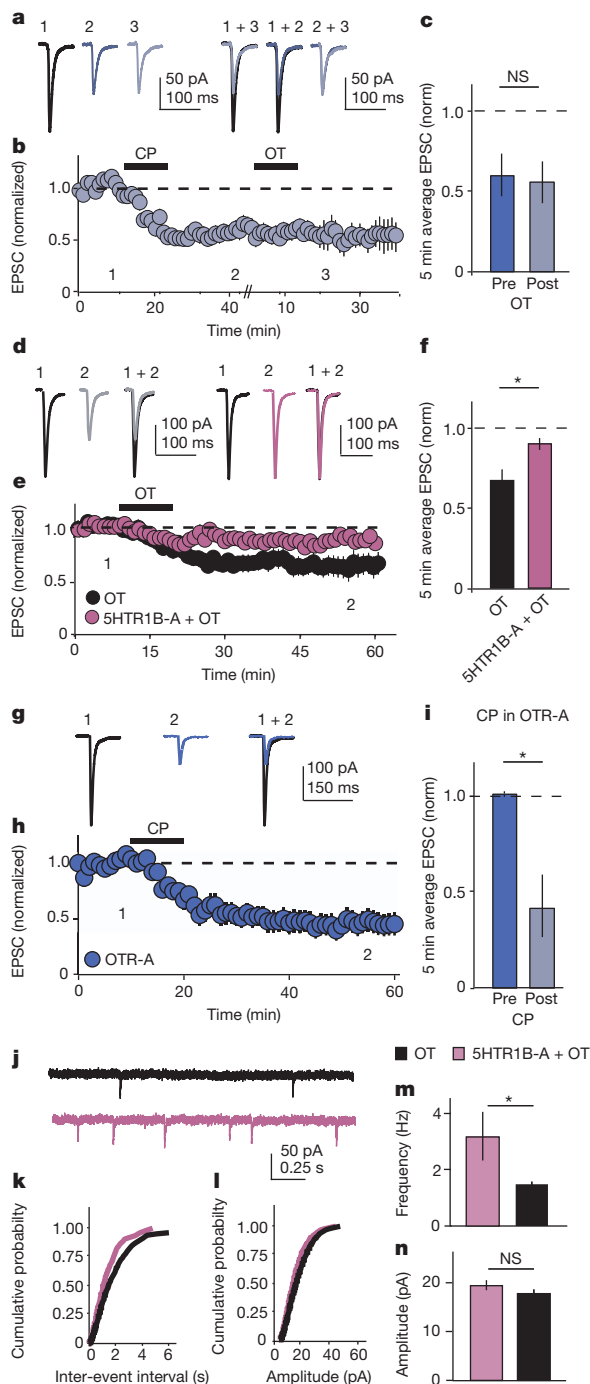 a
1 2 3 1 + 3 1 + 2 2 + 3
50 pA
100 ms
50 pA
100 ms
b
CP OT
EPSC (normalized)
1.0
0.5
0
1 2 3
0 20 40 10 30
Time (min)
c
NS
5 min average EPSC (norm)
1.0
0.5
0
Pre Post
OT
d
1 2 1 + 2 1 2 1 + 2
100 pA
100 ms
100 pA
100 ms
e
OT
EPSC (normalized)
1.0
0.5
0
1
2
OT
5HTR1B-A + OT
0 15 30 45 60
Time (min)
f
*
5 min average EPSC (norm)
1.0
0.5
0
OT
5HTR1B-A + OT
g
1 2 1 + 2
100 pA
150 ms
h
CP
EPSC (normalized)
1.0
0.5
0
1
2
OTR-A
0 20 40 60
Time (min)
i CP in OTR-A
*
5 min average EPSC (norm)
1.0
0.5
0
Pre Post
CP
j
50 pA
0.25 s
k
Cumulative probabilty
1.00
0.75
0.50
0.25
0
0 2 4 6
Inter-event interval (s)
l
Cumulative probabilty
1.00
0.75
0.50
0.25
0
0 20 40 60
Amplitude (pA)
OT 5HTR1B-A + OT
m
*
Frequency (Hz)
4
2
0
n
NS
Amplitude (pA)
20
10
0